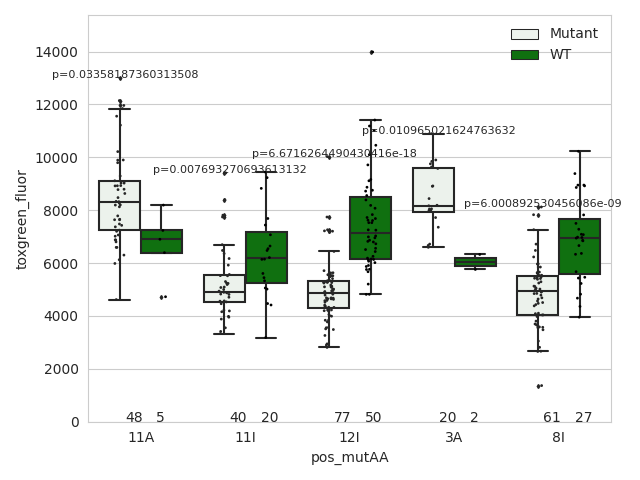 14000
12000
10000
8000
6000
4000
2000
0
toxgreen_fluor
Mutant
WT
p=0.03358187360313508
p=0.007693270693613132
p=6.6716264490430416e-18
p=0.010965021624763632
p=6.000892530456086e-09
48 5 40 20 77 50 20 2 61 27
11A 11I 12I 3A 8I
pos_mutAA